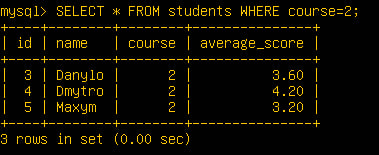 mysql> SELECT * FROM students WHERE course=2;
+----+--------+--------+---------------+
| id | name   | course | average_score |
+----+--------+--------+---------------+
|  3 | Danylo |      2 |          3.60 |
|  4 | Dmytro |      2 |          4.20 |
|  5 | Maxym  |      2 |          3.20 |
+----+--------+--------+---------------+
3 rows in set (0.00 sec)